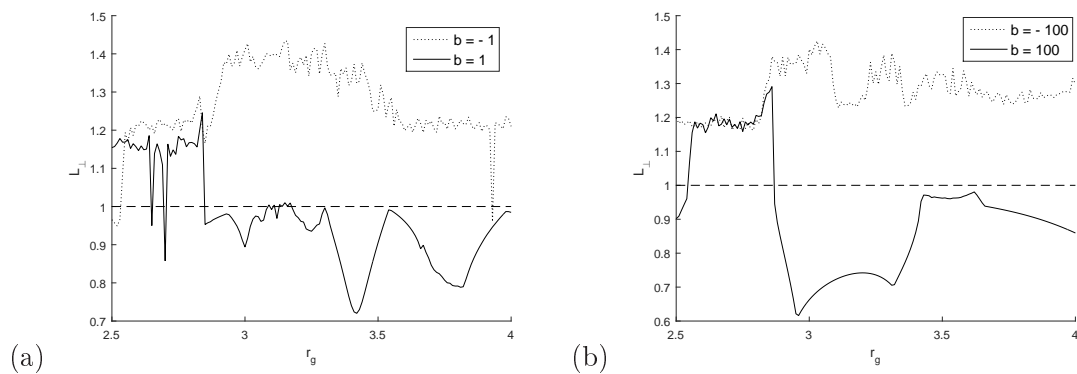 1.5
1.4
1.3
1.2
1.1
1
0.9
0.8
0.7
L⊥
2.5 3 3.5 4
r_g
b = - 1
b = 1
(a)
1.5
1.4
1.3
1.2
1.1
1
0.9
0.8
0.7
0.6
L⊥
2.5 3 3.5 4
r_g
b = - 100
b = 100
(b)